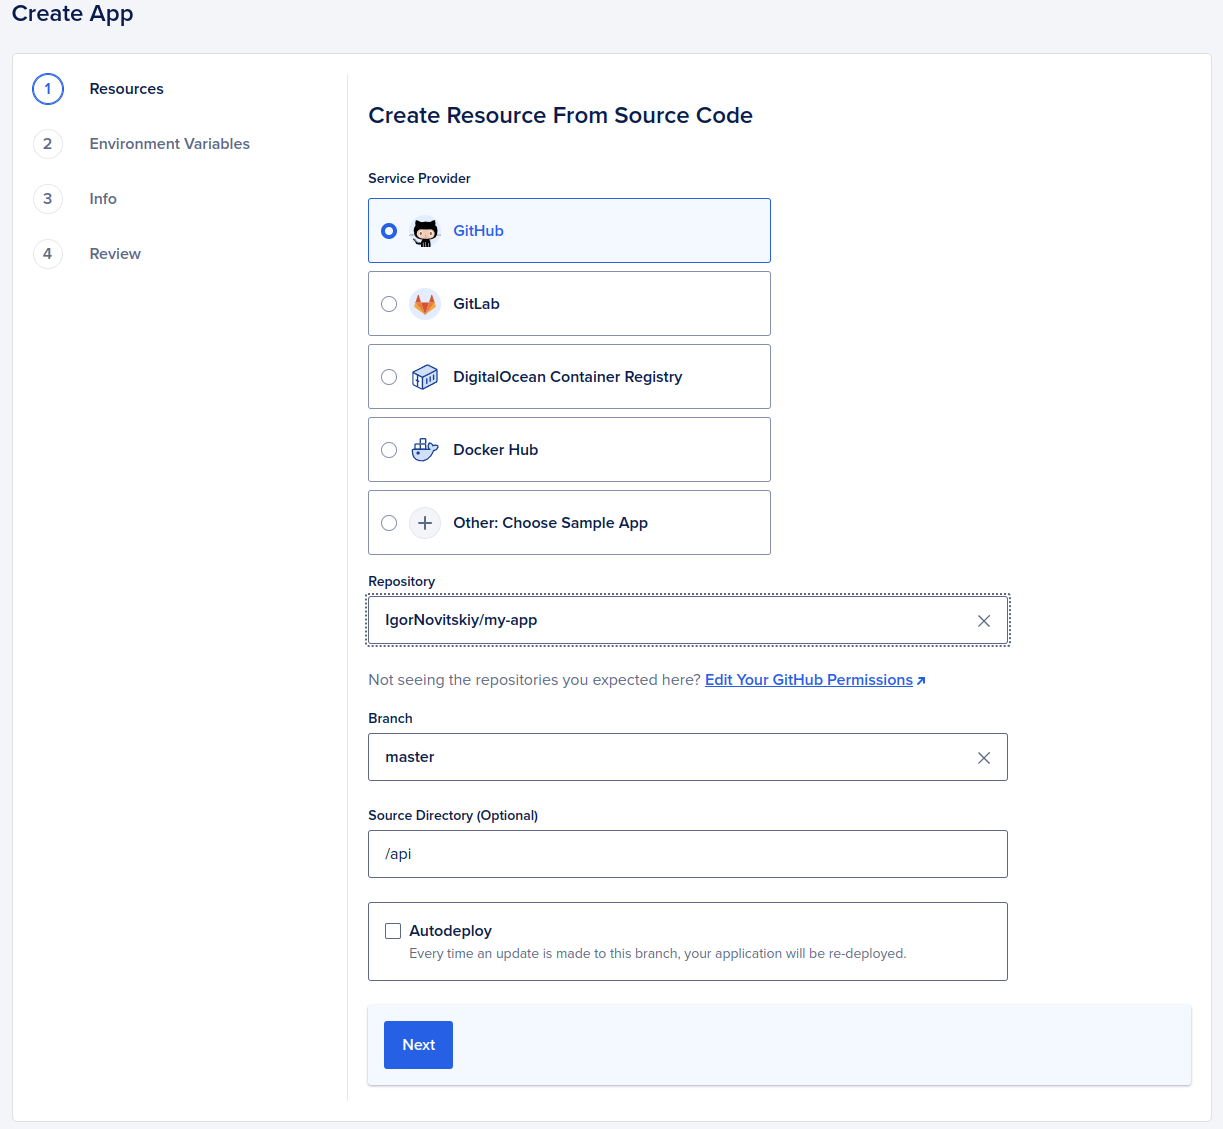 Create App
1 Resources
2 Environment Variables
3 Info
4 Review
Create Resource From Source Code
Service Provider
GitHub
GitLab
DigitalOcean Container Registry
Docker Hub
Other: Choose Sample App
Repository
IgorNovitskiy/my-app
Not seeing the repositories you expected here? Edit Your GitHub Permissions
Branch
master
Source Directory (Optional)
/api
Autodeploy
Every time an update is made to this branch, your application will be re-deployed.
Next